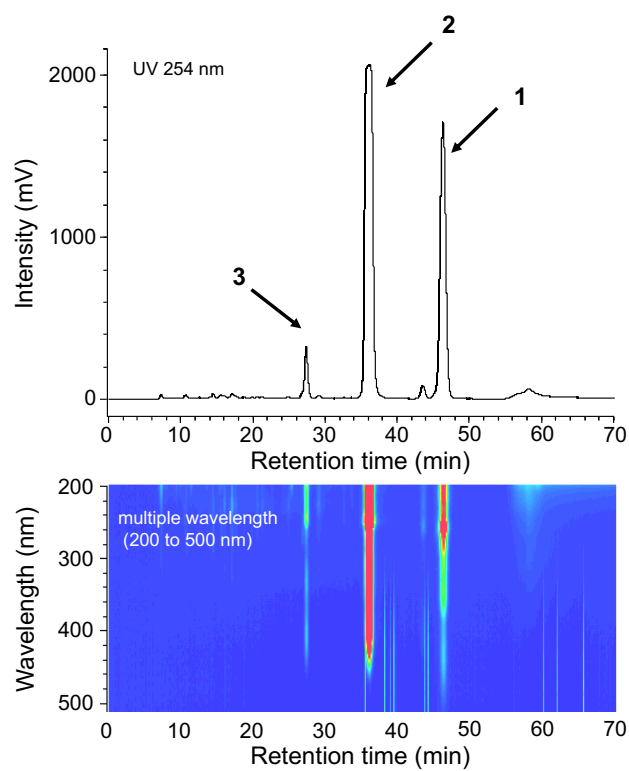 2
UV 254 nm
2000
1
Intensity (mV)
1000
3
0
0 10 20 30 40 50 60 70
Retention time (min)
200
multiple wavelength
(200 to 500 nm)
Wavelength (nm)
300
400
500
0 10 20 30 40 50 60 70
Retention time (min)